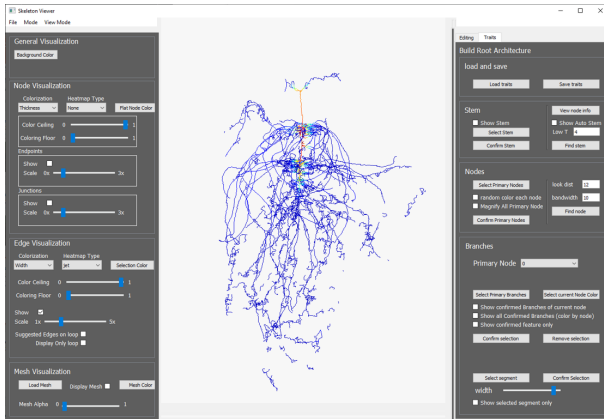 Skeleton Viewer
File Mode View Mode
General Visualization
Background Color
Node Visualization
Colorization Heatmap Type
Thickness None Flat Node Color
Color Ceiling 0 1
Coloring Floor 0 1
Endpoints
Show
Scale 0x 3x
Junctions
Show
Scale 0x 3x
Edge Visualization
Colorization Heatmap Type
Width jet Selection Color
Color Ceiling 0 1
Coloring Floor 0 1
Show
Scale 1x 5x
Suggested Edges on loop
Display Only loop
Mesh Visualization
Load Mesh Display Mesh Mesh Color
Mesh Alpha 0 1
Editing Traits
Build Root Architecture
load and save
Load traits Save traits
Stem View node info
Show Stem Show Auto Stem
Select Stem Low T 4
Confirm Stem Find stem
Nodes
Select Primary Nodes look dist 12
random color each node bandwidth 10
Magnify All Primary Node Find node
Confirm Primary Nodes
Branches
Primary Node 0
Select Primary Branches Select current Node Color
Show confirmed Branches of current node
Show all Confirmed Branches (color by node)
Show confirmed feature only
Confirm selection Remove selection
Select segment Confirm Selection
width
Show selected segment only